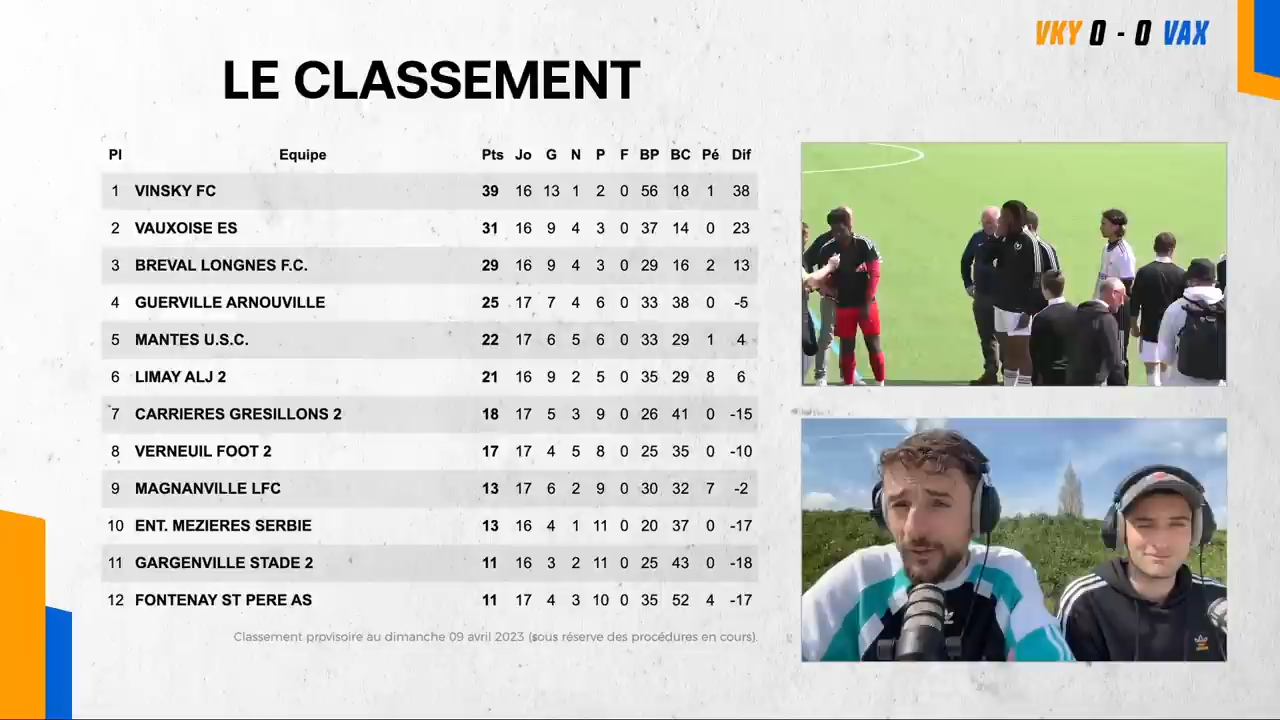 VKY 0 - 0 VAX
LE CLASSEMENT
Pl Equipe Pts Jo G N P F BP BC Pé Dif
1 VINSKY FC 39 16 13 1 2 0 56 18 1 38
2 VAUXOISE ES 31 16 9 4 3 0 37 14 0 23
3 BREVAL LONGNES F.C. 29 16 9 4 3 0 29 16 2 13
4 GUERVILLE ARNOUVILLE 25 17 7 4 6 0 33 38 0 -5
5 MANTES U.S.C. 22 17 6 5 6 0 33 29 1 4
6 LIMAY ALJ 2 21 16 9 2 5 0 35 29 8 6
7 CARRIERES GRESILLONS 2 18 17 5 3 9 0 26 41 0 -15
8 VERNEUIL FOOT 2 17 17 4 5 8 0 25 35 0 -10
9 MAGNANVILLE LFC 13 17 6 2 9 0 30 32 7 -2
10 ENT. MEZIERES SERBIE 13 16 4 1 11 0 20 37 0 -17
11 GARGENVILLE STADE 2 11 16 3 2 11 0 25 43 0 -18
12 FONTENAY ST PERE AS 11 17 4 3 10 0 35 52 4 -17
Classement prpvisoire au dimanche 09 avril 2023 (sous réserve des procédures en cours).